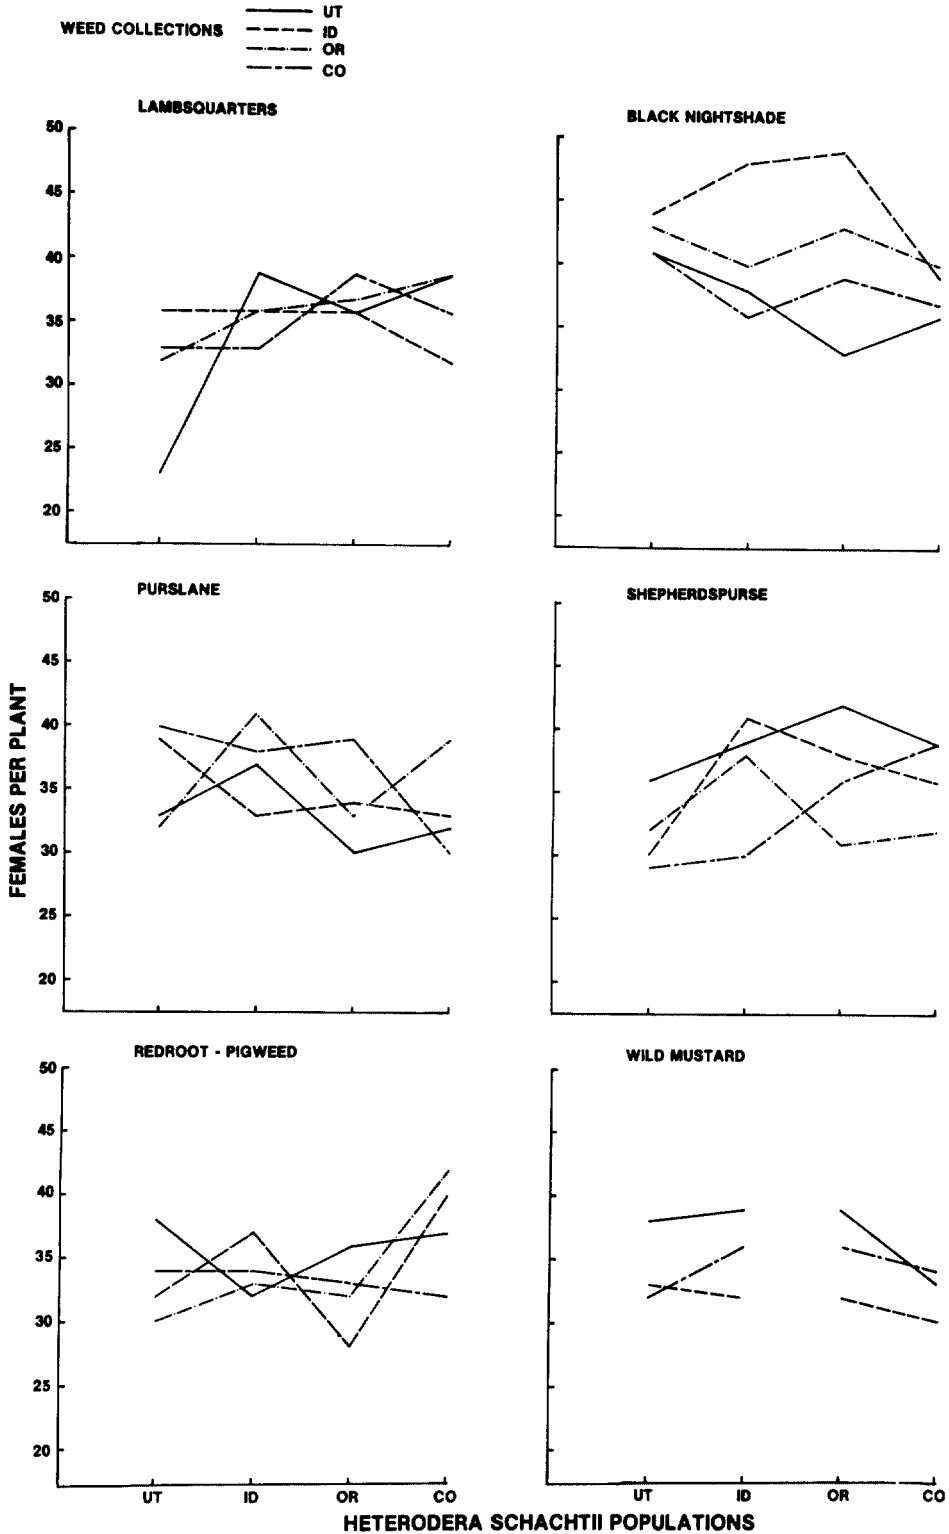 WEED COLLECTIONS
UT
ID
OR
CO
LAMBSQUARTERS
BLACK NIGHTSHADE
50
45
40
35
30
25
20
PURSLANE
SHEPHERDSPURSE
50
45
40
35
30
25
20
FEMALES PER PLANT
REDROOT - PIGWEED
WILD MUSTARD
50
45
40
35
30
25
20
UT ID OR CO
UT ID OR CO
HETERODERA SCHACHTII POPULATIONS